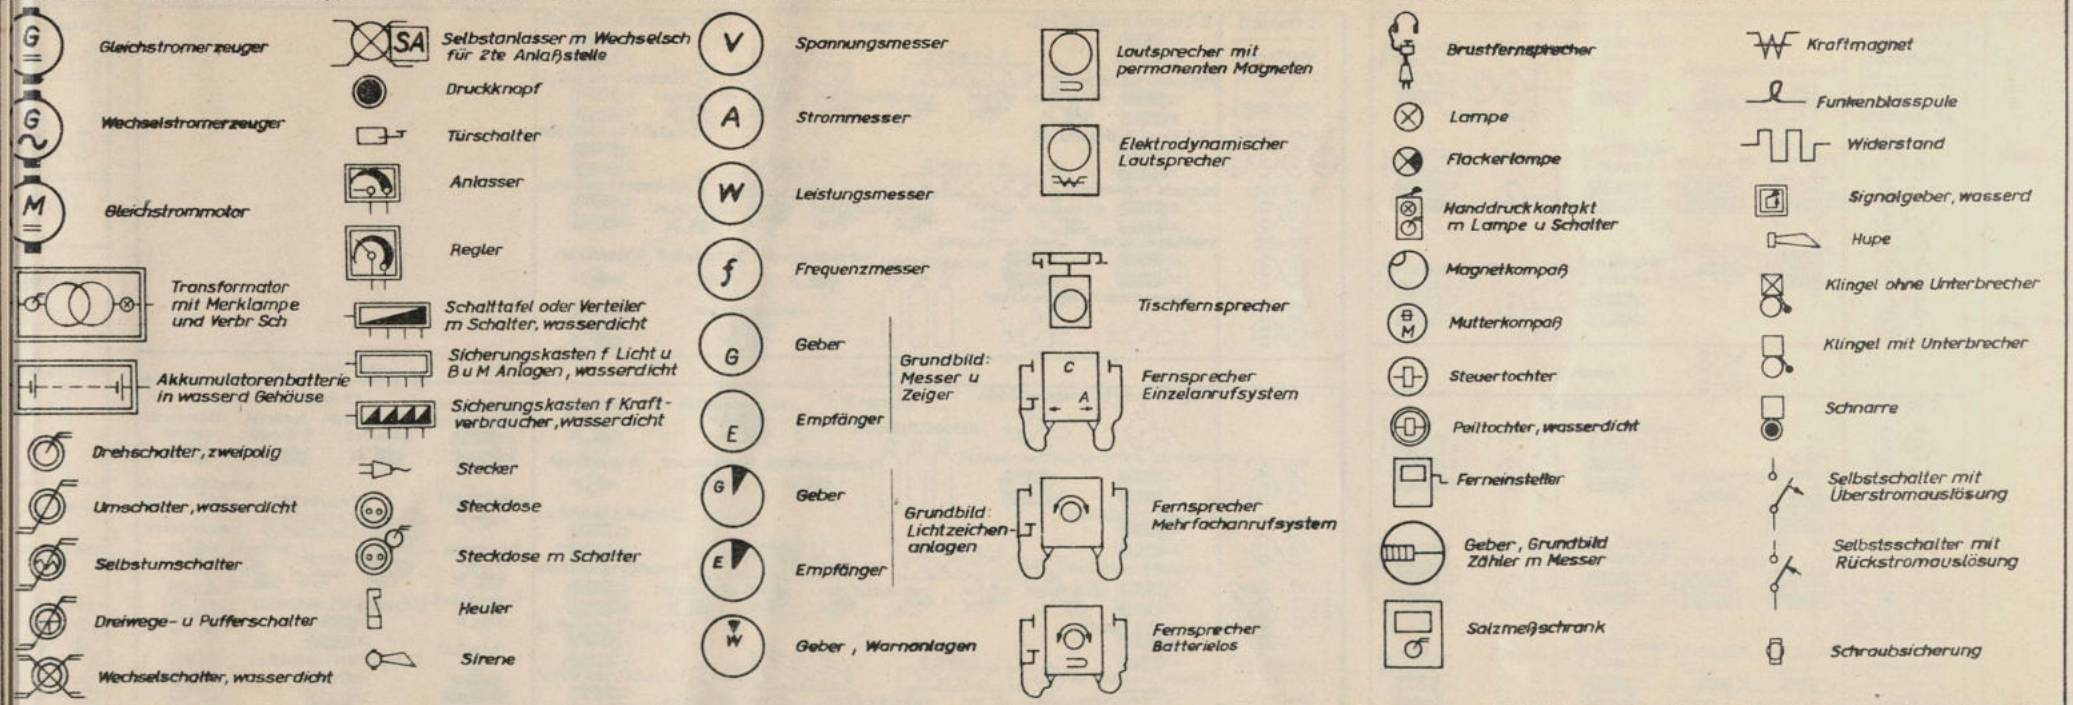 G
Gleichstromerzeuger
G
Wechselstromerzeuger
M
Gleichstrommotor
Transformator
mit Merklampe
und Verbr Sch
Akkumulatorenbatterie
in wasserd Gehäuse
Drehschalter, zweipolig
Umschalter, wasserdicht
Selbstumschalter
Dreiwege- u Pufferschalter
Wechselschalter, wasserdicht
SA
Selbstanlasser m Wechselsch
für 2te Anlaßstelle
Druckknopf
Türschalter
Anlasser
Regler
Schalttafel oder Verteiler
m Schalter, wasserdicht
Sicherungskasten f Licht u
B u M Anlagen, wasserdicht
Sicherungskasten f Kraft-
verbraucher, wasserdicht
Stecker
Steckdose
Steckdose m Schalter
Heuler
Sirene
V
Spannungsmesser
A
Strommesser
W
Leistungsmesser
f
Frequenzmesser
G
Geber
E
Empfänger
Grundbild:
Messer u
Zeiger
G
Geber
E
Empfänger
Grundbild:
Lichtzeichen-
anlagen
W
Geber, Warnanlagen
Lautsprecher mit
permanenten Magneten
Elektrodynamischer
Lautsprecher
Tischfernsprecher
C
A
Fernsprecher
Einzelanrufsystem
Fernsprecher
Mehrfachanrufsystem
Fernsprecher
Batterielos
Brustfernsprecher
Lampe
Flackerlampe
Handdruckkontakt
m Lampe u Schalter
Magnetkompaß
M
Mutterkompaß
Steuertochter
Peiltochter, wasserdicht
Ferneinsteller
Geber, Grundbild
Zähler m Messer
Salzmeßschrank
Kraftmagnet
Funkenblasspule
Widerstand
Signalgeber, wasserd
Hupe
Klingel ohne Unterbrecher
Klingel mit Unterbrecher
Schnarre
Selbstschalter mit
Überstromauslösung
Selbstsschalter mit
Rückstromauslösung
Schraubsicherung